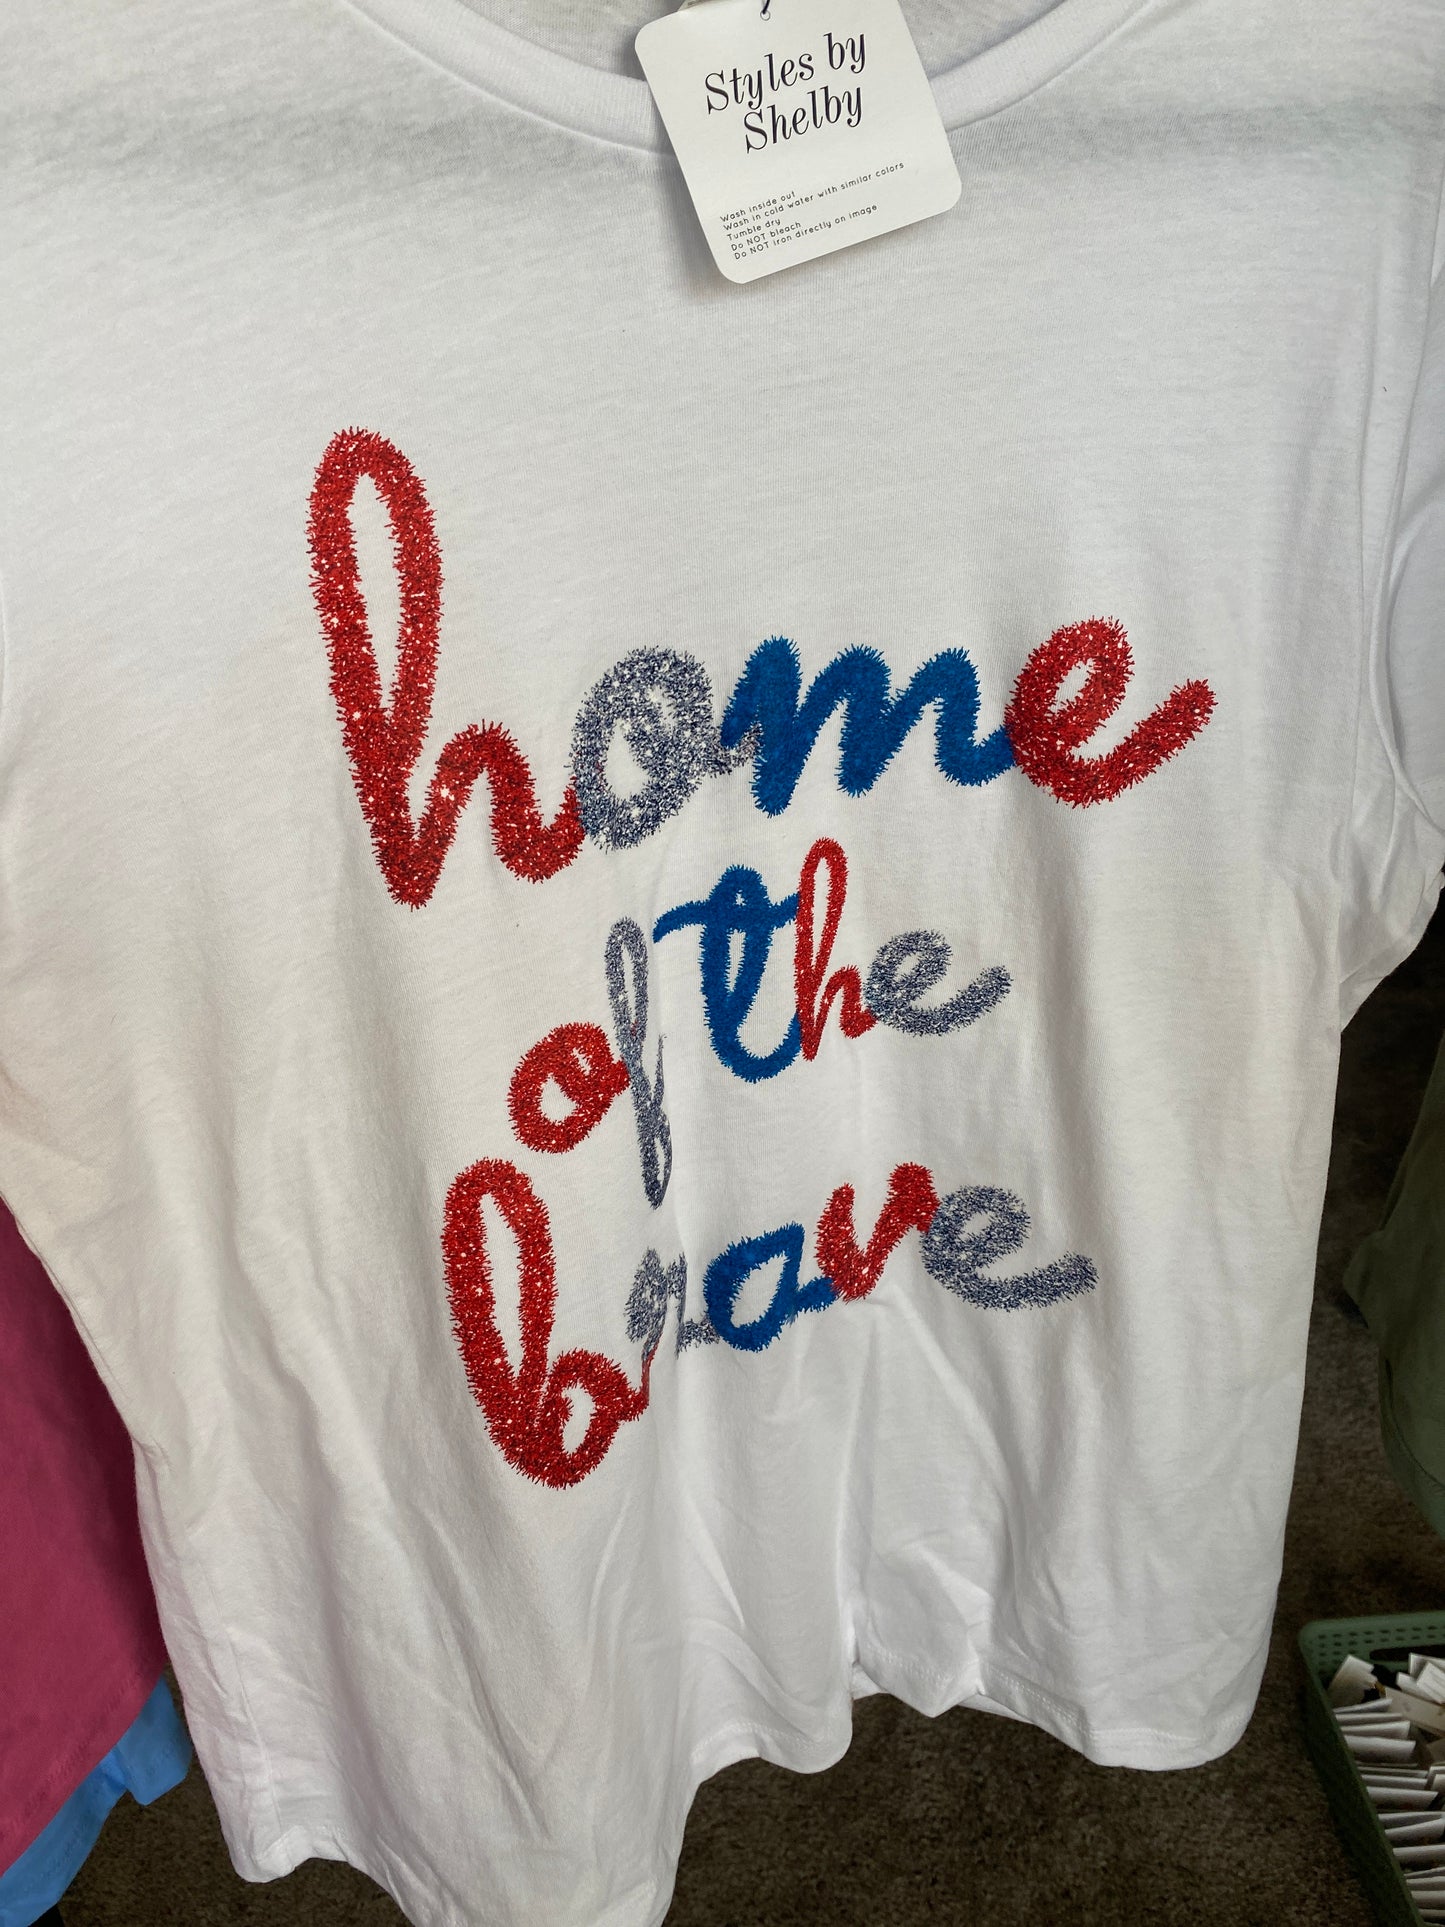 Styles by
Shelby
Wash inside out
Wash in cold water with similar colors
Tumble dry
Do NOT bleach
Do NOT iron directly on image
home
of the
brave